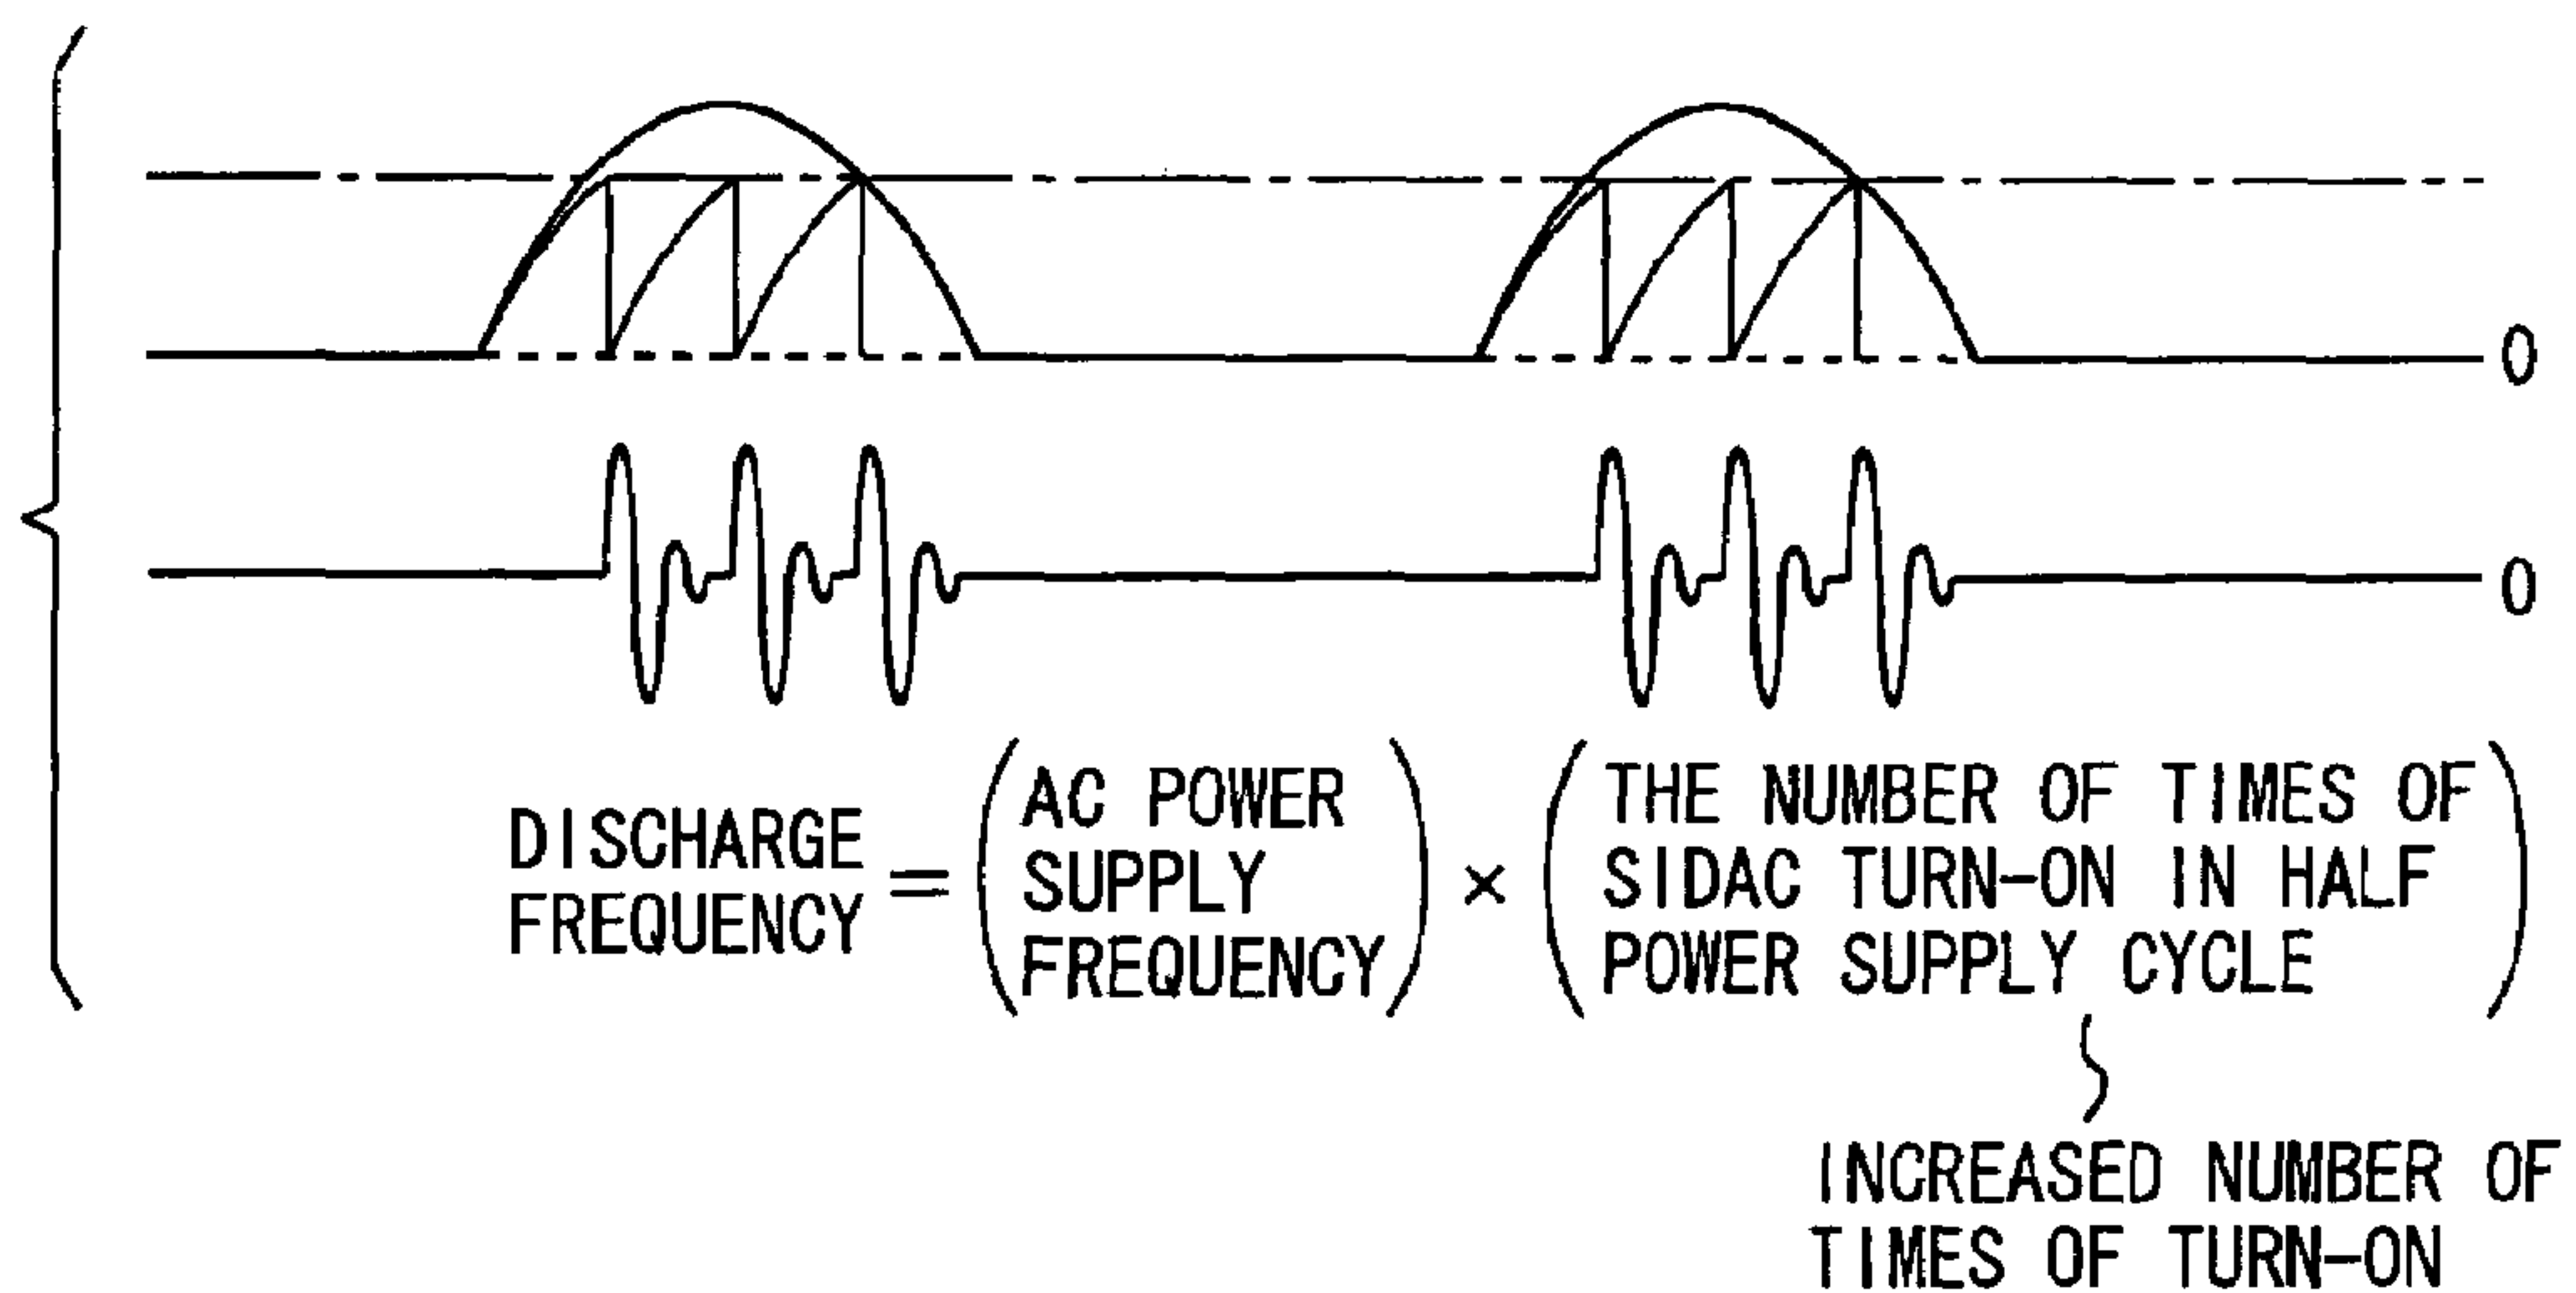 0
0
DISCHARGE FREQUENCY = (AC POWER SUPPLY FREQUENCY) × (THE NUMBER OF TIMES OF SIDAC TURN-ON IN HALF POWER SUPPLY CYCLE)
INCREASED NUMBER OF
TIMES OF TURN-ON